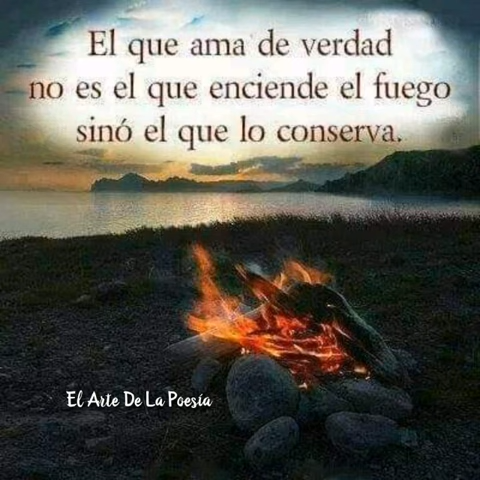 El que ama de verdad
no es el que enciende el fuego
sinó el que lo conserva.
El Arte De La Poesía